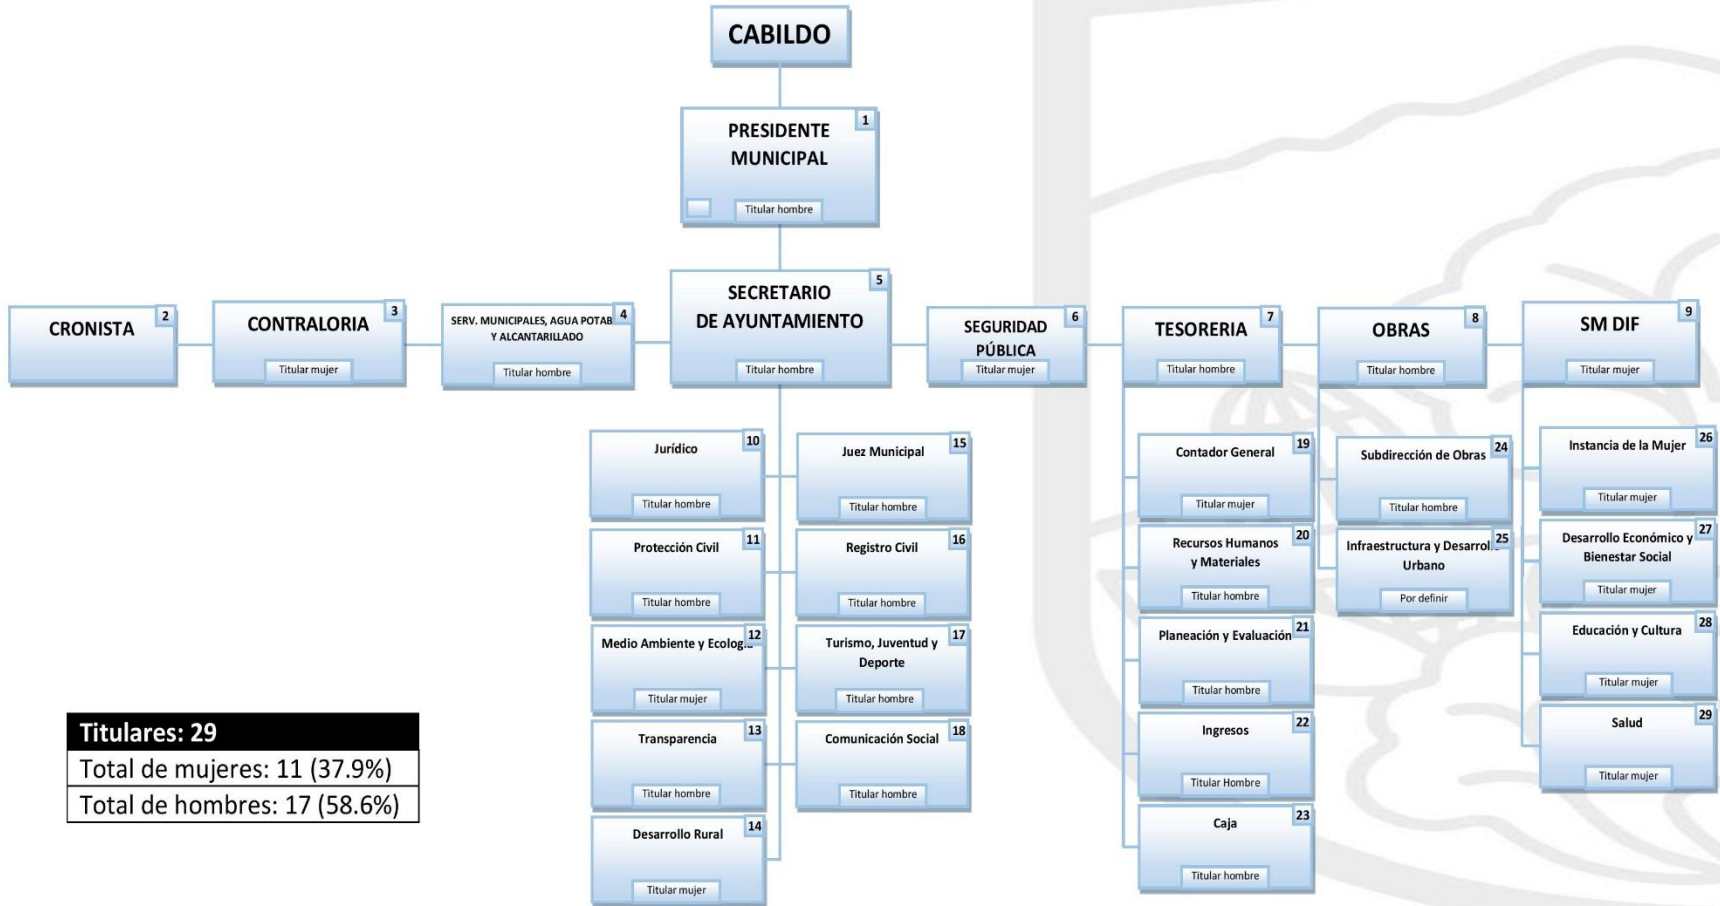 CABILDO
1
PRESIDENTE
MUNICIPAL
Titular hombre
2
CRONISTA
3
CONTRALORIA
Titular mujer
4
SERV. MUNICIPALES, AGUA POTAB
Y ALCANTARILLADO
Titular hombre
5
SECRETARIO
DE AYUNTAMIENTO
Titular hombre
6
SEGURIDAD
PÚBLICA
Titular mujer
7
TESORERIA
Titular hombre
8
OBRAS
Titular hombre
9
SM DIF
Titular mujer
10
Jurídico
Titular hombre
11
Protección Civil
Titular hombre
12
Medio Ambiente y Ecología
Titular mujer
13
Transparencia
Titular hombre
14
Desarrollo Rural
Titular mujer
15
Juez Municipal
Titular hombre
16
Registro Civil
Titular hombre
17
Turismo, Juventud y
Deporte
Titular hombre
18
Comunicación Social
Titular hombre
19
Contador General
Titular mujer
20
Recursos Humanos
y Materiales
Titular hombre
21
Planeación y Evaluación
Titular hombre
22
Ingresos
Titular Hombre
23
Caja
Titular hombre
24
Subdirección de Obras
Titular hombre
25
Infraestructura y Desarrollo
Urbano
Por definir
26
Instancia de la Mujer
Titular mujer
27
Desarrollo Económico y
Bienestar Social
Titular mujer
28
Educación y Cultura
Titular mujer
29
Salud
Titular mujer
Titulares: 29
Total de mujeres: 11 (37.9%)
Total de hombres: 17 (58.6%)